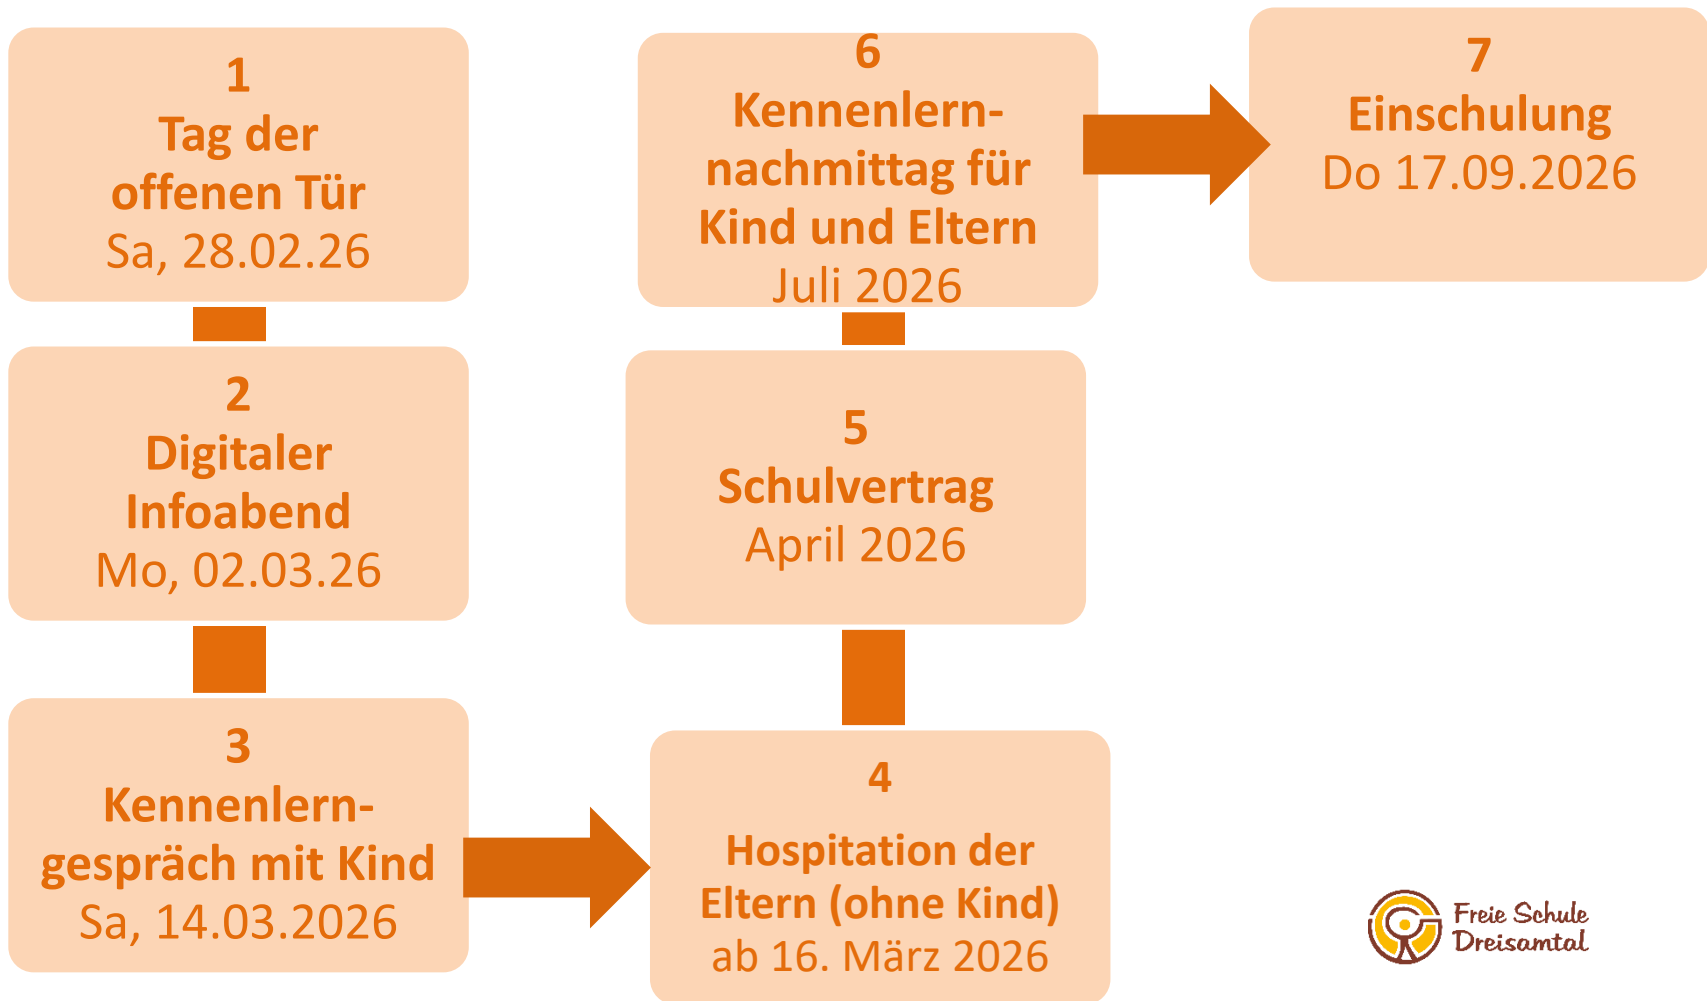 1
Tag der
offenen Tür
Sa, 28.02.26
2
Digitaler
Infoabend
Mo, 02.03.26
3
Kennenlern-
gespräch mit Kind
Sa, 14.03.2026
4
Hospitation der
Eltern (ohne Kind)
ab 16. März 2026
5
Schulvertrag
April 2026
6
Kennenlern-
nachmittag für
Kind und Eltern
Juli 2026
7
Einschulung
Do 17.09.2026
Freie Schule
Dreisamtal